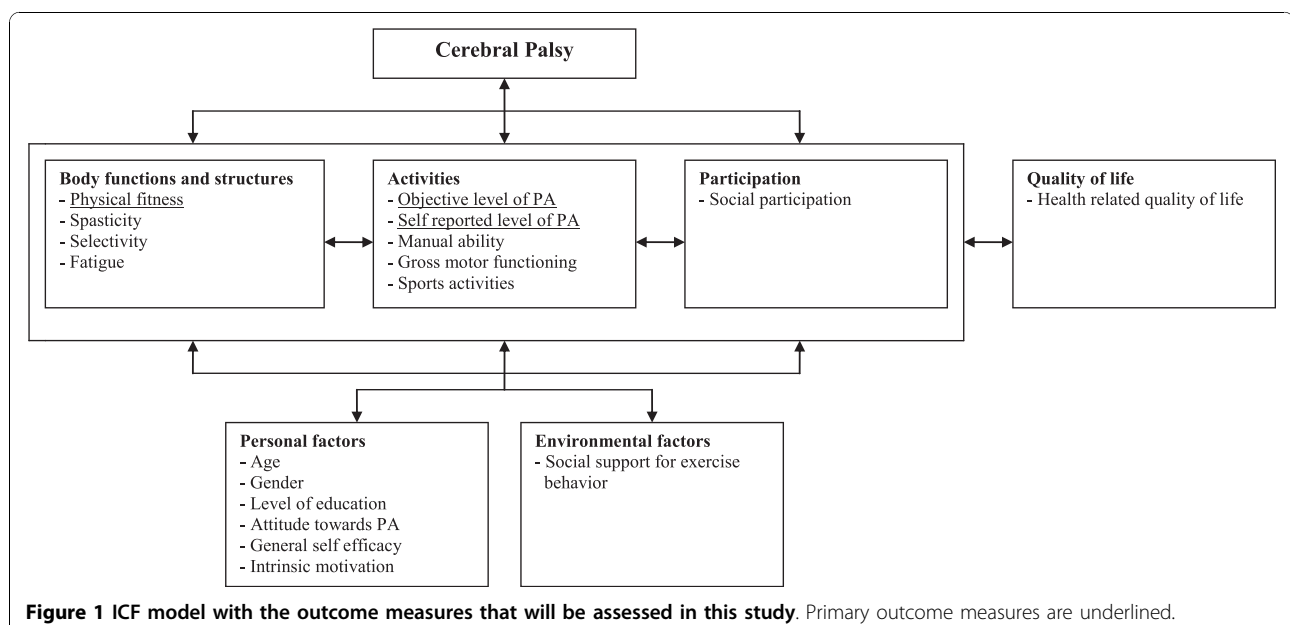 Cerebral Palsy
Body functions and structures
- Physical fitness
- Spasticity
- Selectivity
- Fatigue
Activities
- Objective level of PA
- Self reported level of PA
- Manual ability
- Gross motor functioning
- Sports activities
Participation
- Social participation
Quality of life
- Health related quality of life
Personal factors
- Age
- Gender
- Level of education
- Attitude towards PA
- General self efficacy
- Intrinsic motivation
Environmental factors
- Social support for exercise
behavior
Figure 1 ICF model with the outcome measures that will be assessed in this study. Primary outcome measures are underlined.